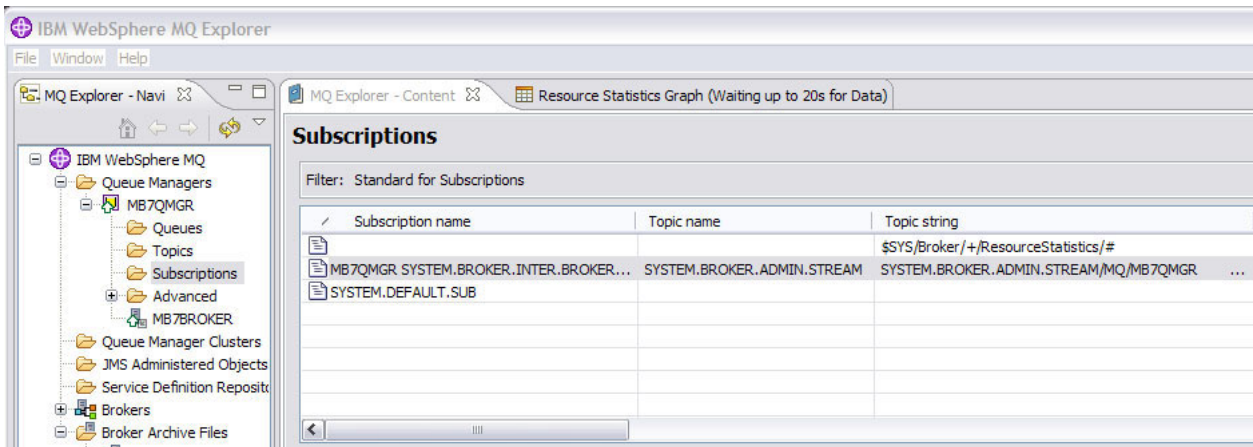 IBM WebSphere MQ Explorer
File Window Help
MQ Explorer - Navi
MQ Explorer - Content
Resource Statistics Graph (Waiting up to 20s for Data)
IBM WebSphere MQ
Queue Managers
MB7QMGR
Queues
Topics
Subscriptions
Advanced
MB7BROKER
Queue Manager Clusters
JMS Administered Objects
Service Definition Reposito
Brokers
Broker Archive Files
Subscriptions
Filter: Standard for Subscriptions
Subscription name Topic name Topic string
$SYS/Broker/+/ResourceStatistics/#
MB7QMGR SYSTEM.BROKER.INTER.BROKER... SYSTEM.BROKER.ADMIN.STREAM SYSTEM.BROKER.ADMIN.STREAM/MQ/MB7QMGR ...
SYSTEM.DEFAULT.SUB